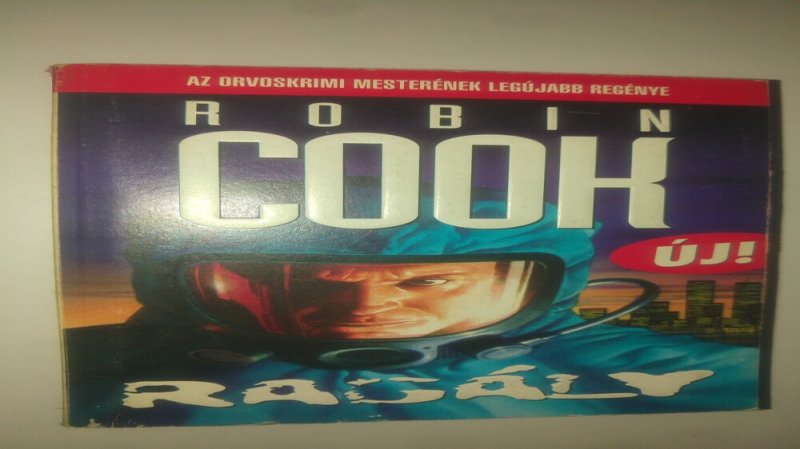 AZ ORVOSKRIMI MESTERÉNEK LEGÚJABB REGÉNYE
ROBIN
COOK
ÚJ!
RAGÁLY